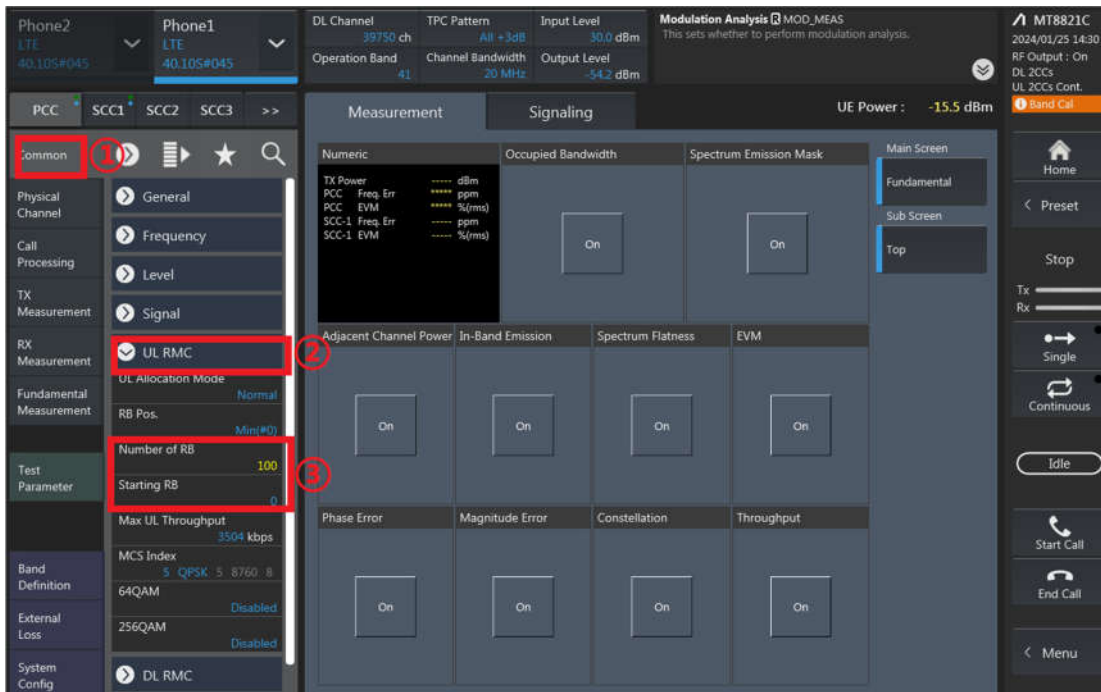 Phone2
LTE
40.10S#045
Phone1
LTE
40.10S#045
DL Channel
39750 ch
TPC Pattern
All +3dB
Input Level
30.0 dBm
Operation Band
41
Channel Bandwidth
20 MHz
Output Level
-54.2 dBm
Modulation Analysis R MOD_MEAS
This sets whether to perform modulation analysis.
MT8821C
2024/01/25 14:30
RF Output : On
DL 2CCs
UL 2CCs Cont.
Band Cal
PCC SCC1 SCC2 SCC3 >>
Measurement
Signaling
UE Power : -15.5 dBm
Common
①
Physical
Channel
Call
Processing
TX
Measurement
RX
Measurement
Fundamental
Measurement
Test
Parameter
Band
Definition
External
Loss
System
Config
General
Frequency
Level
Signal
UL RMC
②
UL Allocation Mode
Normal
RB Pos.
Min(#0)
Number of RB
100
③
Starting RB
0
Max UL Throughput
3504 kbps
MCS Index
5 QPSK 5 8760 8
64QAM
Disabled
256QAM
Disabled
DL RMC
Numeric
TX Power ----- dBm
PCC Freq. Err ***** ppm
PCC EVM ***** %(rms)
SCC-1 Freq. Err ----- ppm
SCC-1 EVM ----- %(rms)
Occupied Bandwidth
On
Spectrum Emission Mask
On
Adjacent Channel Power
On
In-Band Emission
On
Spectrum Flatness
On
EVM
On
Phase Error
On
Magnitude Error
On
Constellation
On
Throughput
On
Main Screen
Fundamental
Sub Screen
Top
Home
< Preset
Stop
Tx
Rx
Single
Continuous
Idle
Start Call
End Call
< Menu